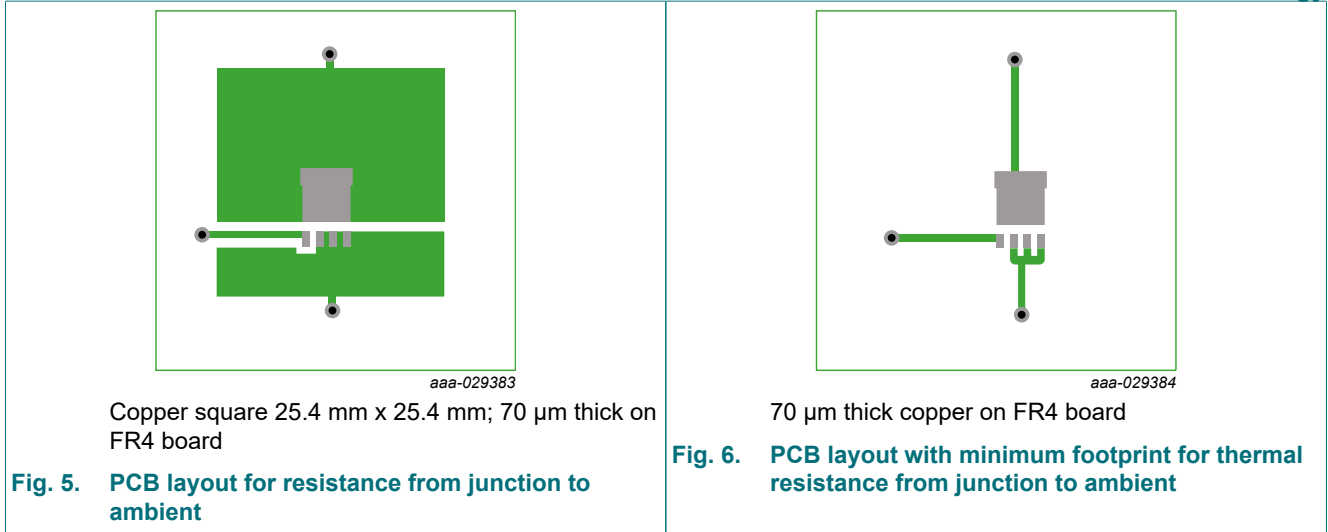 aaa-029383
Copper square 25.4 mm x 25.4 mm; 70 μm thick on
FR4 board
Fig. 5. PCB layout for resistance from junction to
ambient
aaa-029384
70 μm thick copper on FR4 board
Fig. 6. PCB layout with minimum footprint for thermal
resistance from junction to ambient